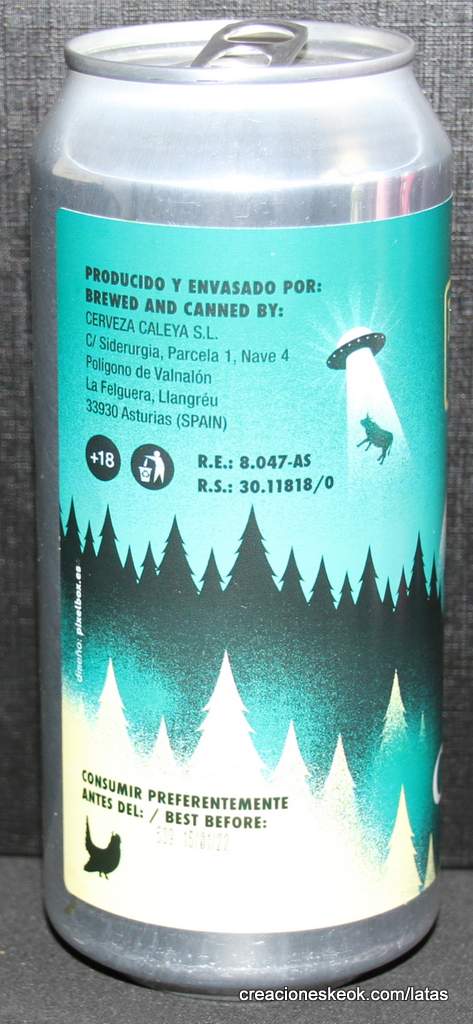 PRODUCIDO Y ENVASADO POR:
BREWED AND CANNED BY:
CERVEZA CALEYA S.L.
C/ Siderurgia, Parcela 1, Nave 4
Polígono de Valnalón
La Felguera, Llangréu
33930 Asturias (SPAIN)
+18
R.E.: 8.047-AS
R.S.: 30.11818/0
diseño: pixelbox.es
CONSUMIR PREFERENTEMENTE
ANTES DEL: / BEST BEFORE:
creacioneskeok.com/latas